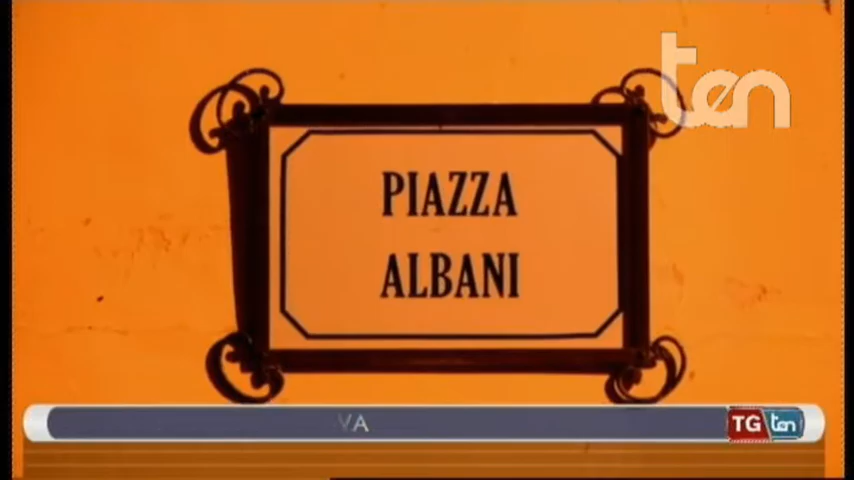 ten
PIAZZA
ALBANI
VA
TG ten